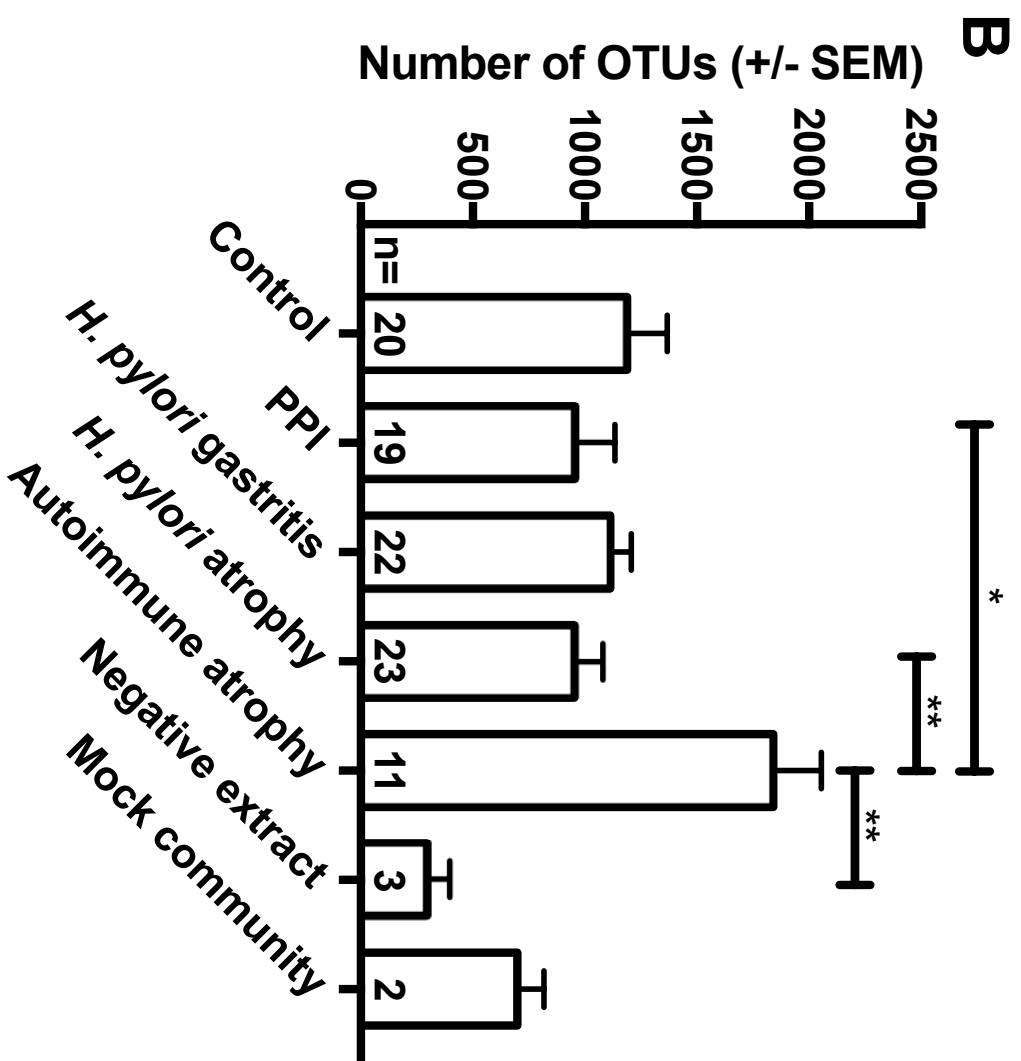 B
Number of OTUs (+/- SEM)
2500
2000
1500
1000
500
0
*
**
**
n=
20
19
22
23
11
3
2
Control
PPI
H. pylori gastritis
H. pylori atrophy
Autoimmune atrophy
Negative extract
Mock community